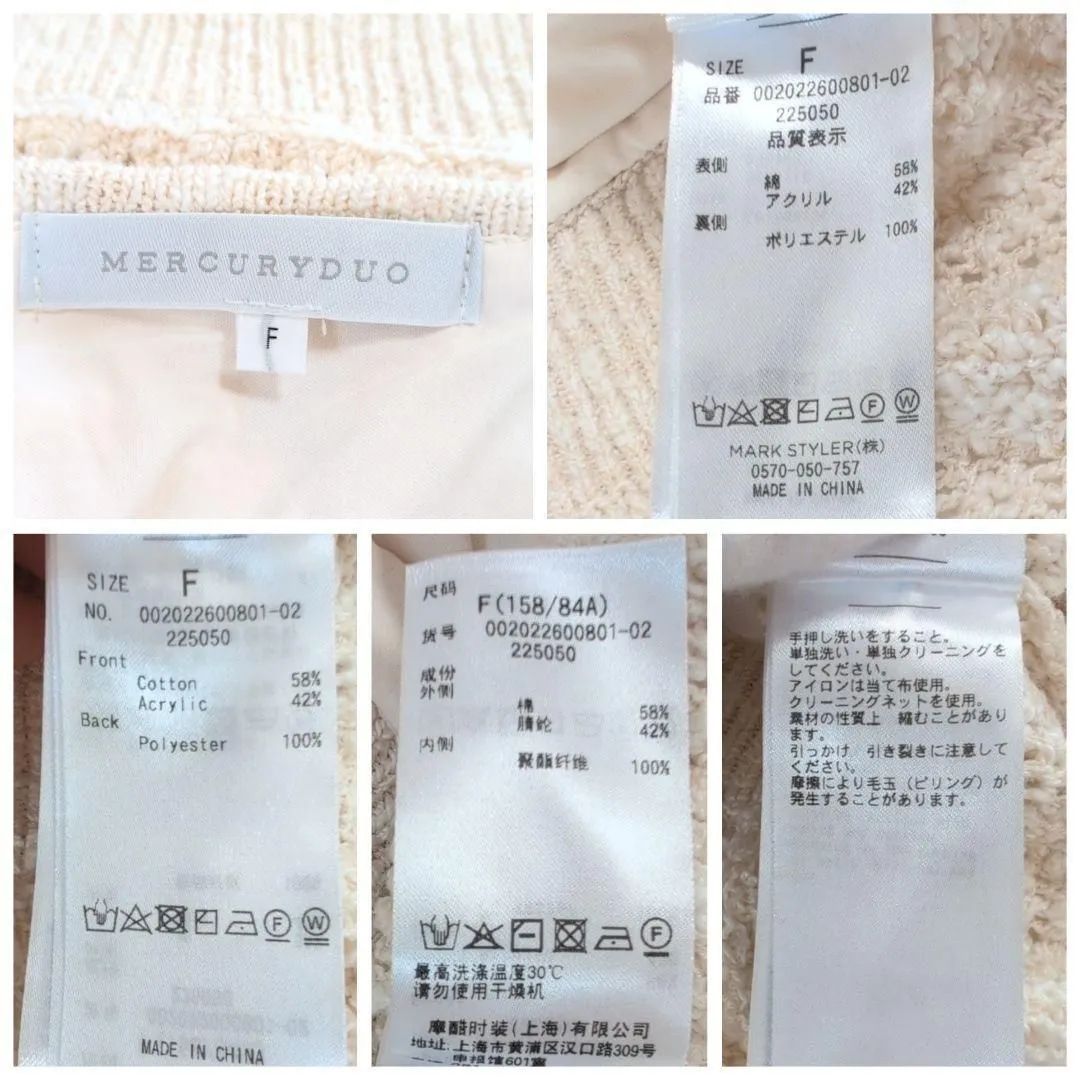 MERCURYDUO
F
SIZE F
品番 002022600801-02
225050
品質表示
表側
綿 58%
アクリル 42%
裏側
ポリエステル 100%
MARK STYLER(株)
0570-050-757
MADE IN CHINA
SIZE F
NO. 002022600801-02
225050
Front
Cotton 58%
Acrylic 42%
Back
Polyester 100%
MADE IN CHINA
尺码 F(158/84A)
货号 002022600801-02
225050
成份
外侧
棉 58%
腈纶 42%
内侧
聚酯纤维 100%
最高洗涤温度30℃
请勿使用干燥机
摩酷时装(上海)有限公司
地址:上海市黄浦区汉口路309号
申报馆601室
手押し洗いをすること。
単独洗い・単独クリーニングを
してください。
アイロンは当て布使用。
クリーニングネットを使用。
素材の性質上 縮むことがあり
ます。
引っかけ 引き裂きに注意して
ください。
摩擦により毛玉(ピリング)が
発生することがあります。